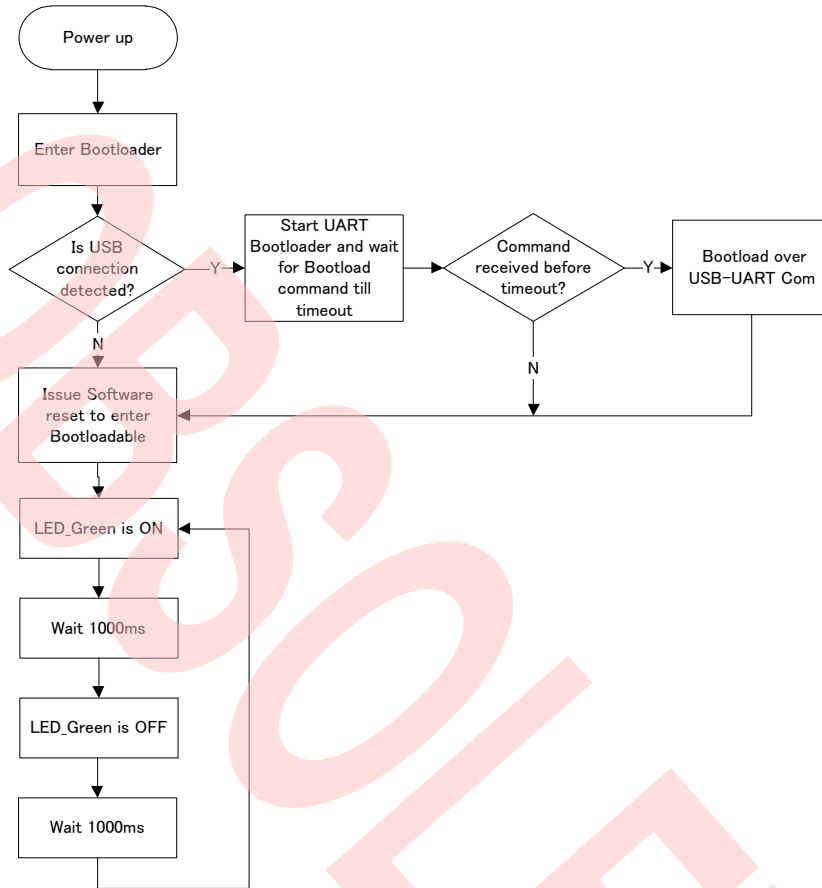 Power up
Enter Bootloader
Is USB
connection
detected?
Y
Start UART
Bootloader and wait
for Bootload
command till
timeout
Command
received before
timeout?
Y
Bootload over
USB-UART Com
N
N
Issue Software
reset to enter
Bootloadable
LED_Green is ON
Wait 1000ms
LED_Green is OFF
Wait 1000ms
OBSOLE